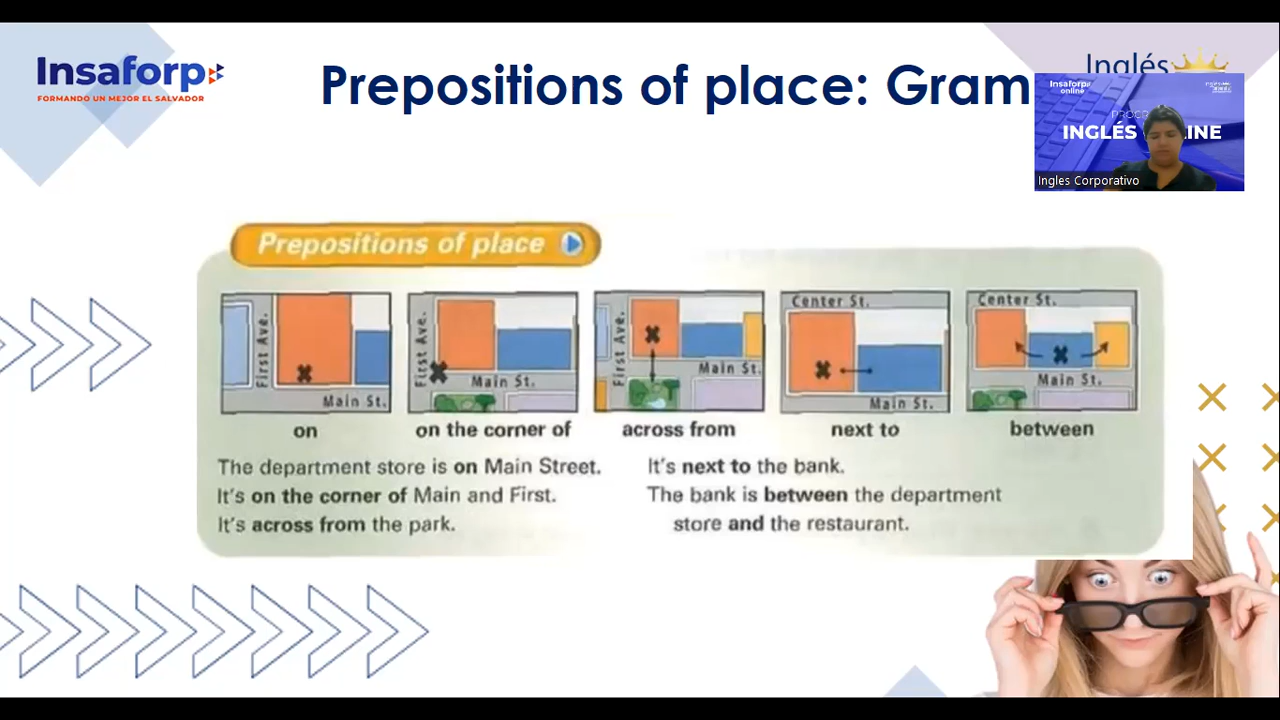 Insaforp
FORMANDO UN MEJOR EL SALVADOR
Prepositions of place: Gram
Inglés
Insaforp
online
INGLÉS
INE
Ingles Corporativo
Prepositions of place
First Ave.
Main St.
First Ave.
Main St.
First Ave.
Main St.
Center St.
Main St.
Center St.
Main St.
on
on the corner of
across from
next to
between
The department store is on Main Street.
It's on the corner of Main and First.
It's across from the park.
It's next to the bank.
The bank is between the department
store and the restaurant.